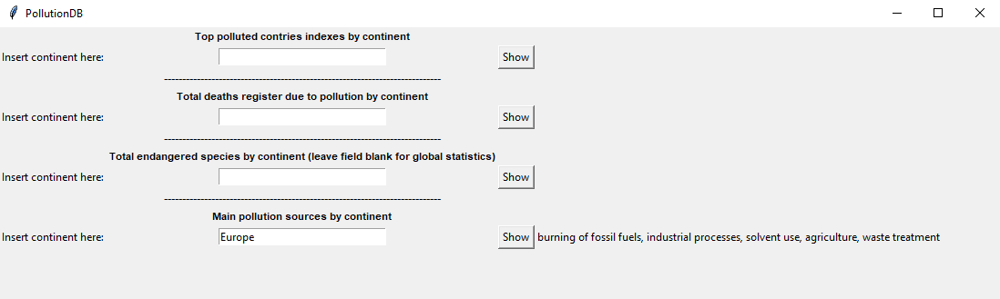 PollutionDB
Top polluted contries indexes by continent
Insert continent here: Show
----------------------------------------------------------------------------
Total deaths register due to pollution by continent
Insert continent here: Show
----------------------------------------------------------------------------
Total endangered species by continent (leave field blank for global statistics)
Insert continent here: Show
----------------------------------------------------------------------------
Main pollution sources by continent
Insert continent here: Europe Show burning of fossil fuels, industrial processes, solvent use, agriculture, waste treatment